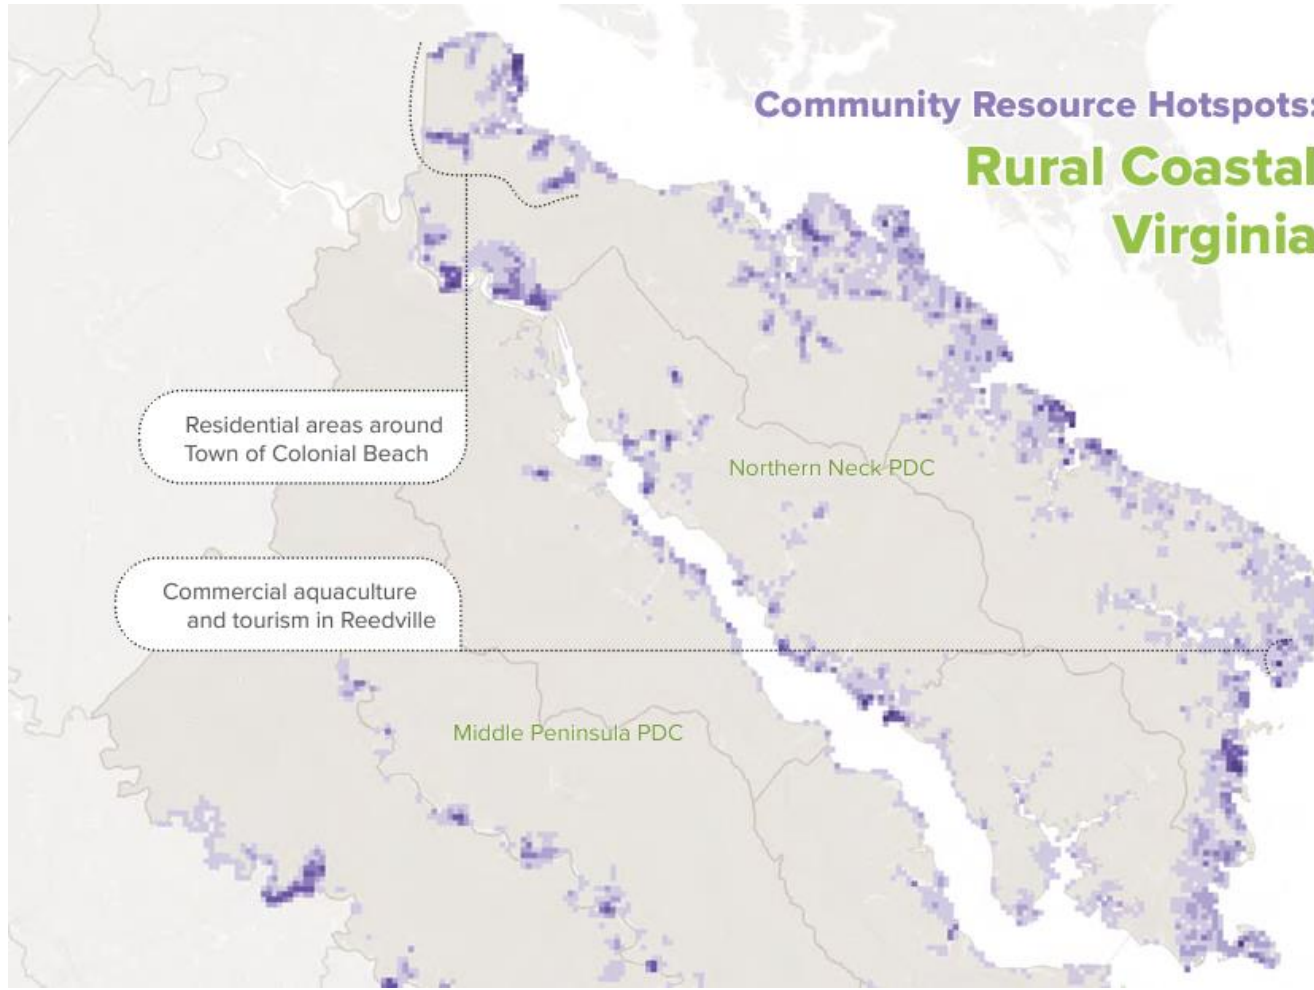 Community Resource Hotspots:
Rural Coastal
Virginia
Residential areas around
Town of Colonial Beach
Northern Neck PDC
Commercial aquaculture
and tourism in Reedville
Middle Peninsula PDC